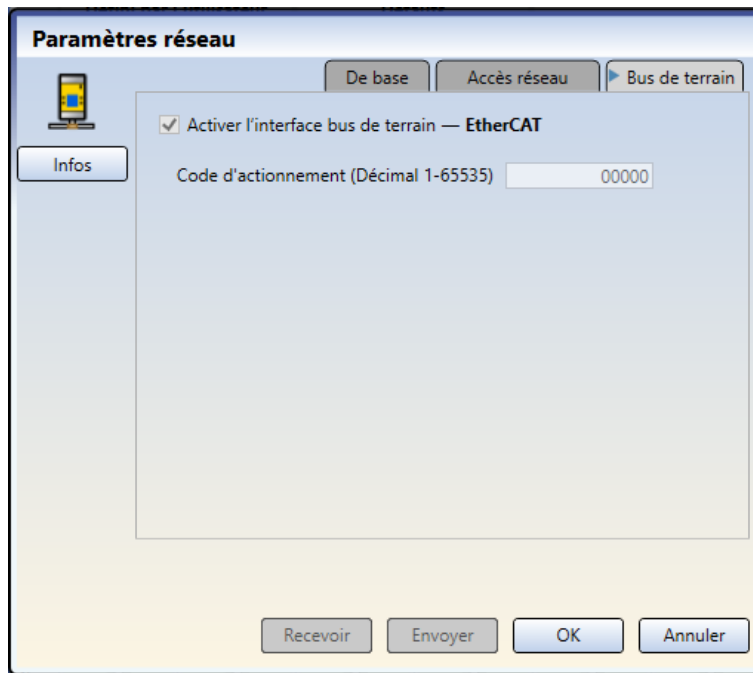 Paramètres réseau
De base
Accès réseau
Bus de terrain
Activer l'interface bus de terrain — EtherCAT
Infos
Code d'actionnement (Décimal 1-65535)
00000
Recevoir
Envoyer
OK
Annuler